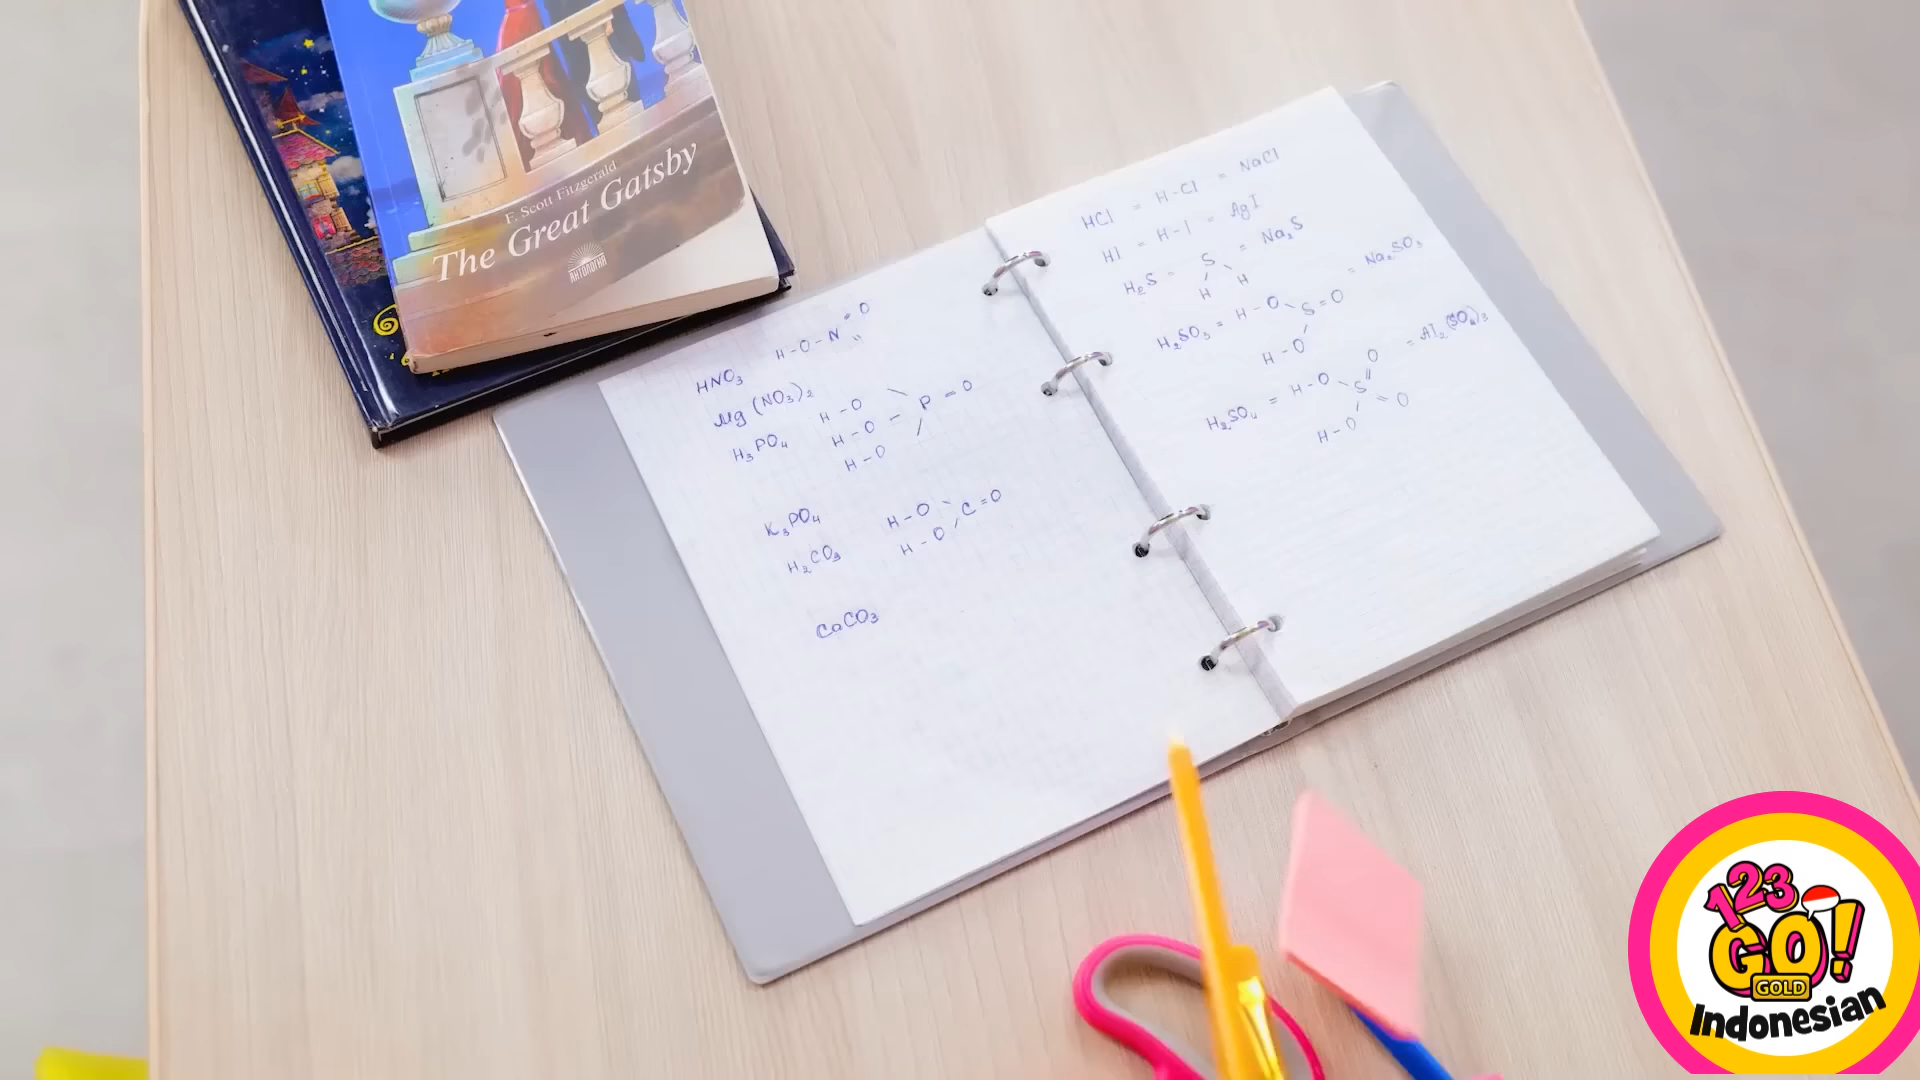 F. Scott Fitzgerald
The Great Gatsby
АНТОЛОГИЯ
H-O-N=O
HNO3
Mg(NO3)2
H3PO4
H-O
H-O - P=O
H-O
K3PO4
H-O
H2CO3
H-O C=O
CaCO3
HCl = H-Cl = NaCl
HI = H-I = AgI
H2S = S = Na2S
H H
H2SO3 = H-O S=O = Na2SO3
H-O
H2SO4 = H-O S O = Al2(SO4)3
O
H-O
123
GO!
GOLD
Indonesian